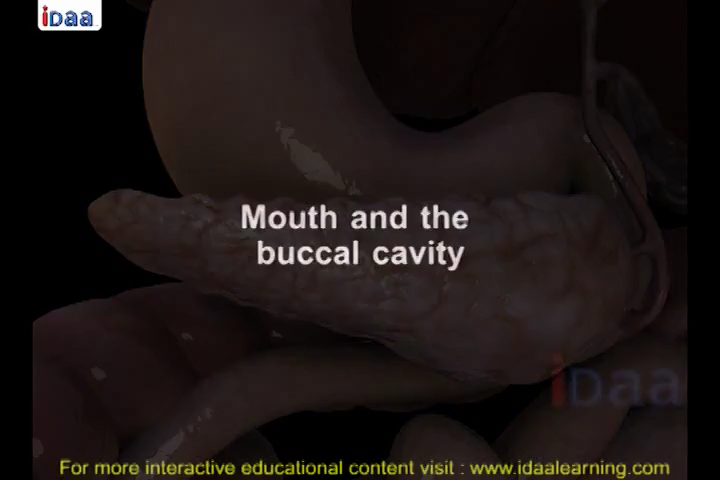 iDaa
Mouth and the
buccal cavity
iDaa
For more interactive educational content visit : www.idaalearning.com